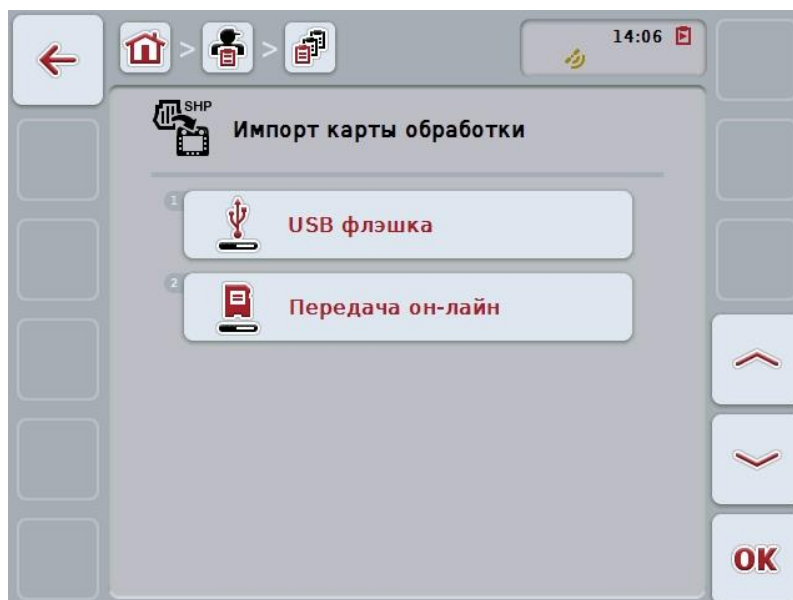 14:06
SHP
Импорт карты обработки
1
USB флэшка
2
Передача он-лайн
OK